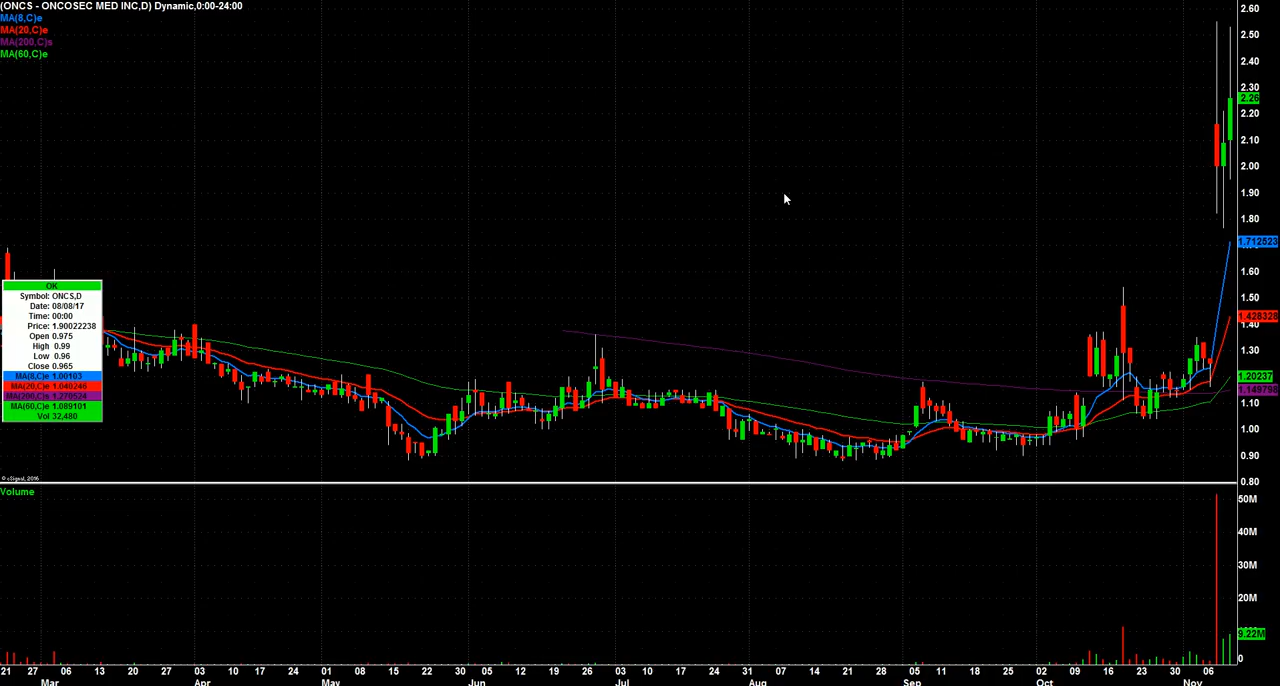 (ONCS - ONCOSEC MED INC,D) Dynamic,0:00-24:00
MA(8,C)e
MA(20,C)e
MA(200,C)s
MA(60,C)e
2.60
2.50
2.40
2.30
2.26
2.20
2.10
2.00
1.90
1.80
1.712523
1.60
1.50
1.428328
1.40
1.30
1.20237
1.10
1.00
0.90
0.80
OK
Symbol: ONCS,D
Date: 08/08/17
Time: 00:00
Price: 1.90022238
Open 0.975
High 0.99
Low 0.96
Close 0.965
MA(8,C)e 1.00103
MA(20,C)e 1.040246
MA(200,C)s 1.270524
MA(60,C)e 1.089101
Vol 32,480
© eSignal, 2016
Volume
50M
40M
30M
20M
9.22M
0
21 27 06 13 20 27 03 10 17 24 01 08 15 22 30 05 12 19 26 03 10 17 24 31 07 14 21 28 05 11 18 25 02 09 16 23 30 06
Mar Apr May Jun Jul Aug Sep Oct Nov